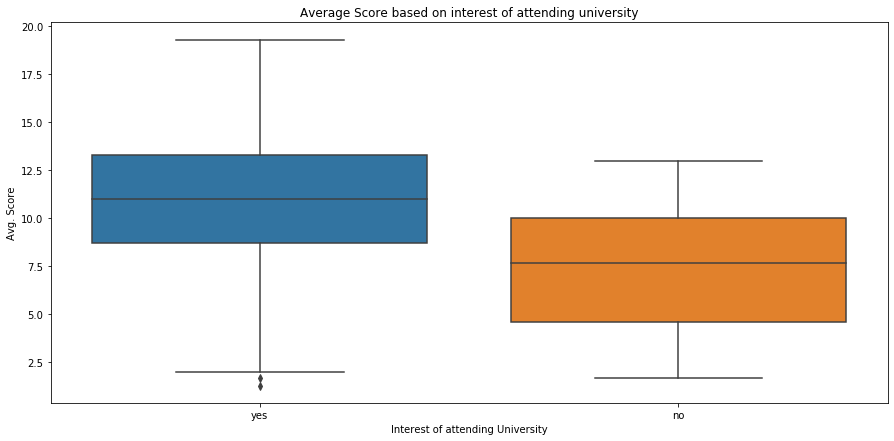 Average Score based on interest of attending university
20.0
17.5
15.0
12.5
10.0
7.5
5.0
2.5
Avg. Score
yes
no
Interest of attending University